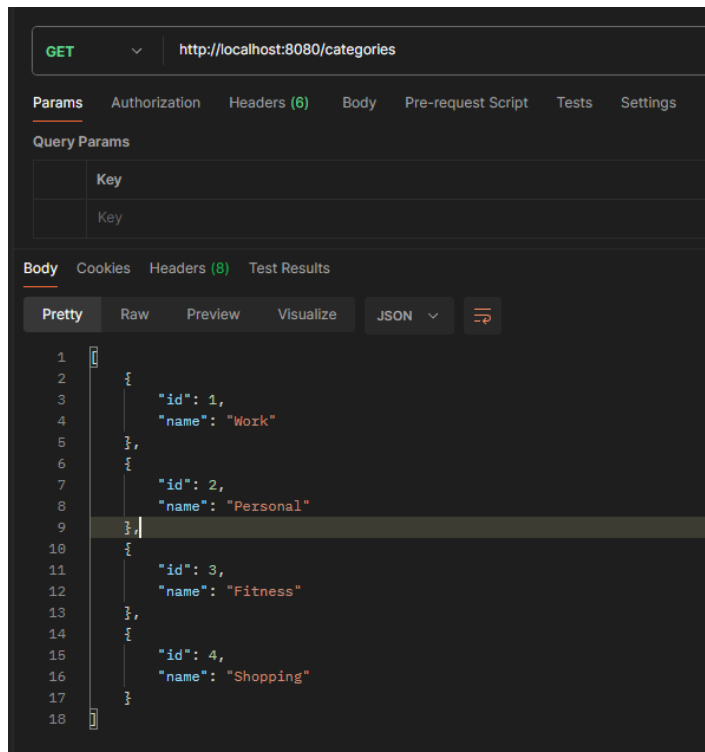 GET http://localhost:8080/categories
Params Authorization Headers (6) Body Pre-request Script Tests Settings
Query Params
Key
Key
Body Cookies Headers (8) Test Results
Pretty Raw Preview Visualize JSON
1 [
2 {
3 "id": 1,
4 "name": "Work"
5 },
6 {
7 "id": 2,
8 "name": "Personal"
9 },
10 {
11 "id": 3,
12 "name": "Fitness"
13 },
14 {
15 "id": 4,
16 "name": "Shopping"
17 }
18 ]